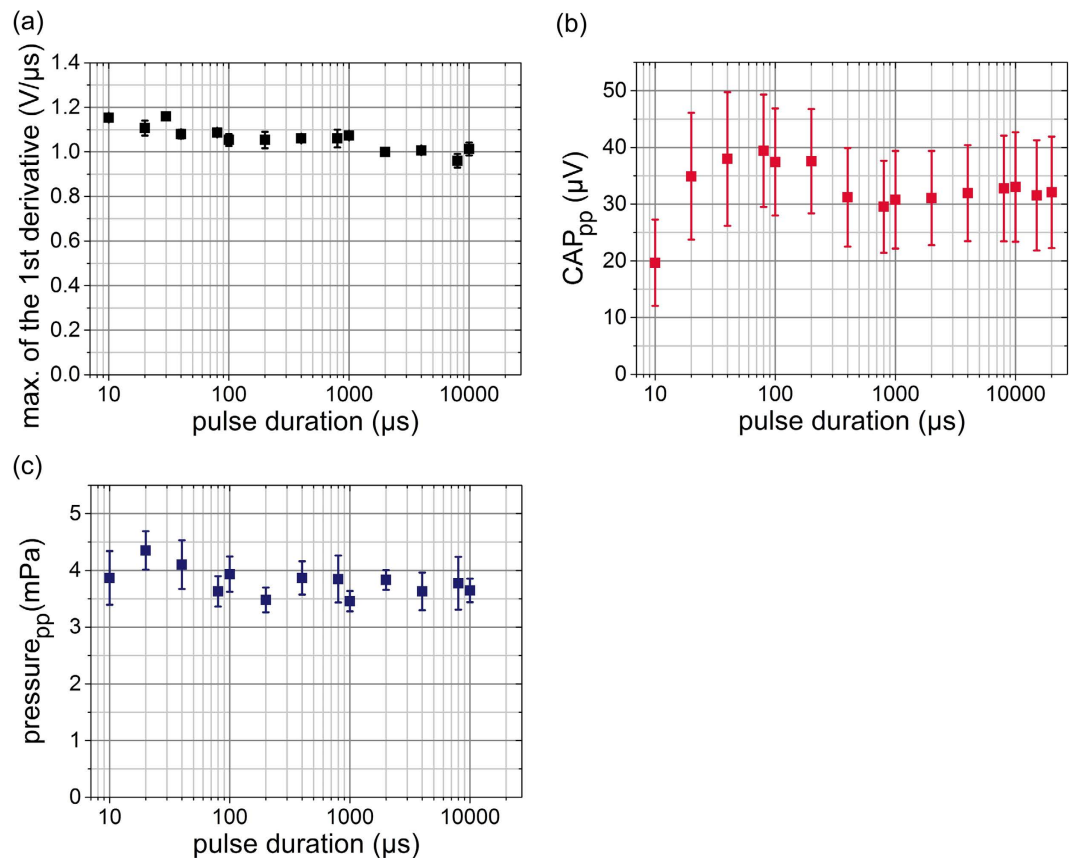 (a)
max. of the 1st derivative (V/µs)
1.4
1.2
1.0
0.8
0.6
0.4
0.2
0.0
10 100 1000 10000
pulse duration (µs)
(b)
CAPpp (µV)
50
40
30
20
10
0
10 100 1000 10000
pulse duration (µs)
(c)
pressurepp(mPa)
5
4
3
2
1
0
10 100 1000 10000
pulse duration (µs)